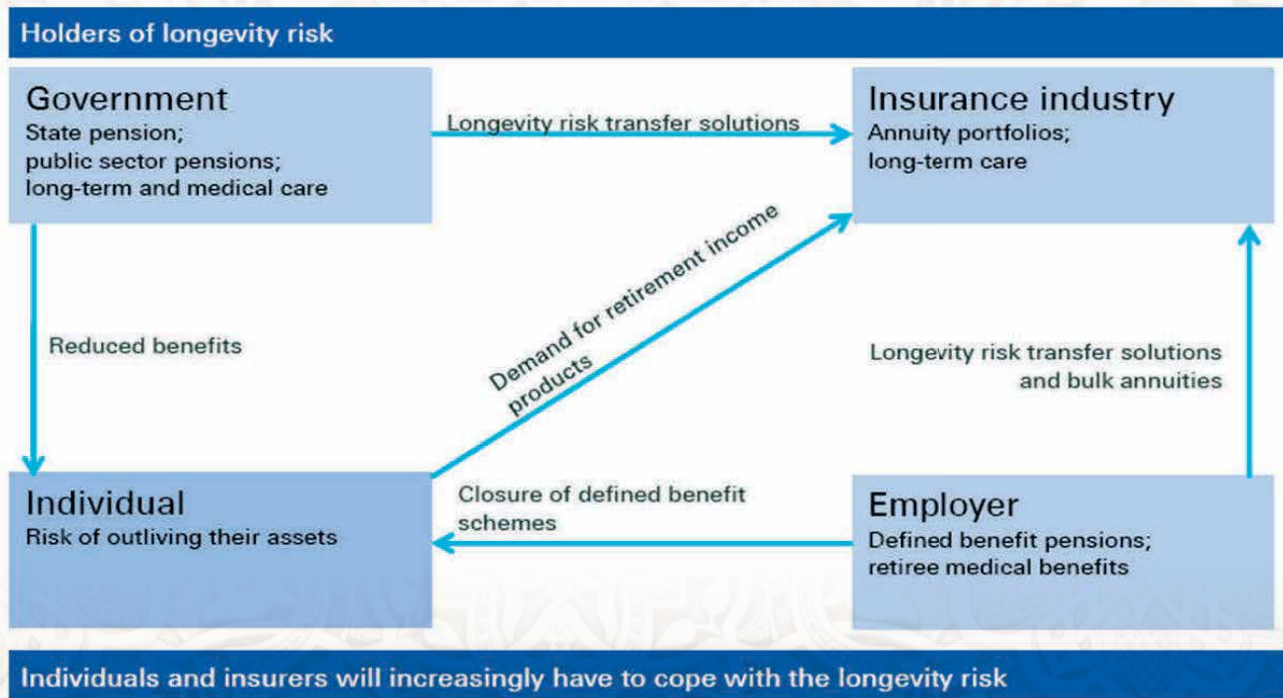 Holders of longevity risk
Government
State pension;
public sector pensions;
long-term and medical care
Longevity risk transfer solutions
Insurance industry
Annuity portfolios;
long-term care
Reduced benefits
Demand for retirement income
products
Longevity risk transfer solutions
and bulk annuities
Individual
Risk of outliving their assets
Closure of defined benefit
schemes
Employer
Defined benefit pensions;
retiree medical benefits
Individuals and insurers will increasingly have to cope with the longevity risk